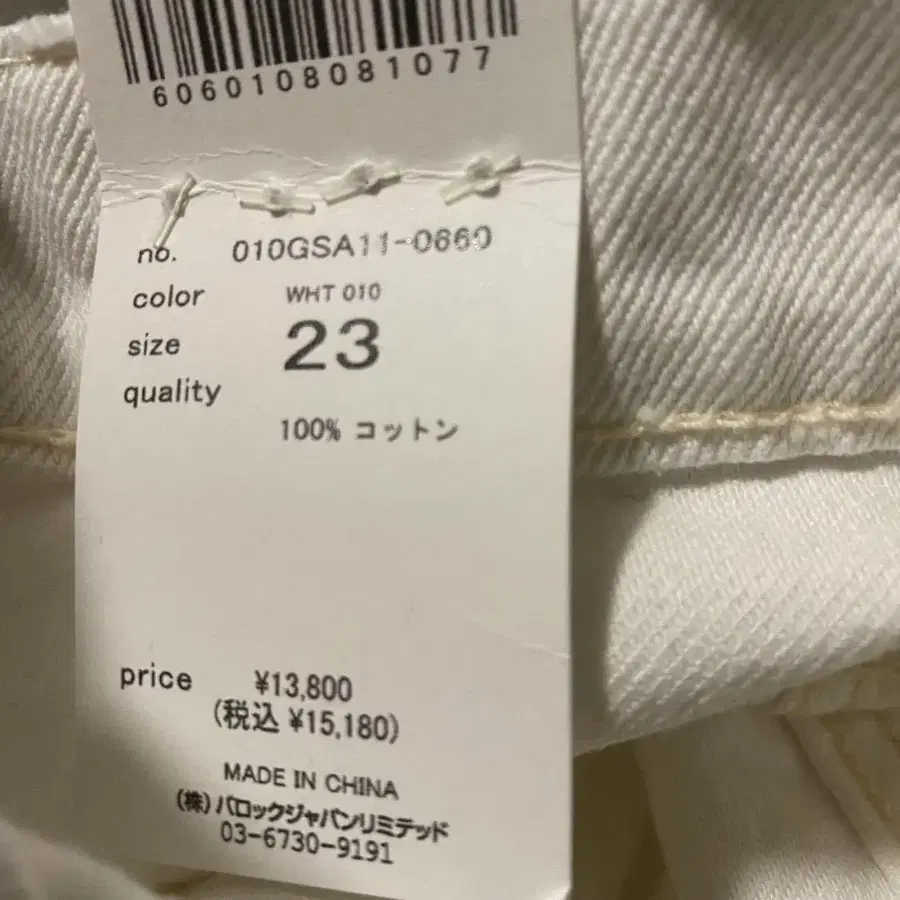 6060108081077
no. 010GSA11-0660
color WHT 010
size 23
quality
100% コットン
price ¥13,800
(税込 ¥15,180)
MADE IN CHINA
(株)バロックジャパンリミテッド
03-6730-9191